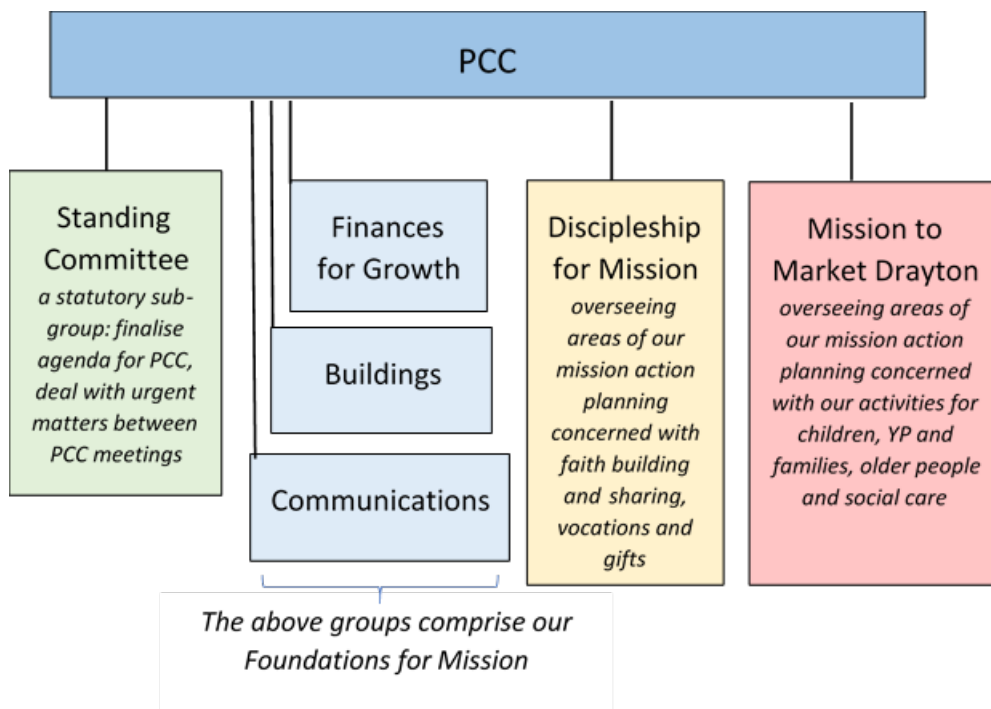 PCC
Standing
Committee
a statutory sub-
group: finalise
agenda for PCC,
deal with urgent
matters between
PCC meetings
Finances
for Growth
Buildings
Communications
The above groups comprise our
Foundations for Mission
Discipleship
for Mission
overseeing
areas of our
mission action
planning
concerned with
faith building
and sharing,
vocations and
gifts
Mission to
Market Drayton
overseeing areas of
our mission action
planning concerned
with our activities for
children, YP and
families, older people
and social care